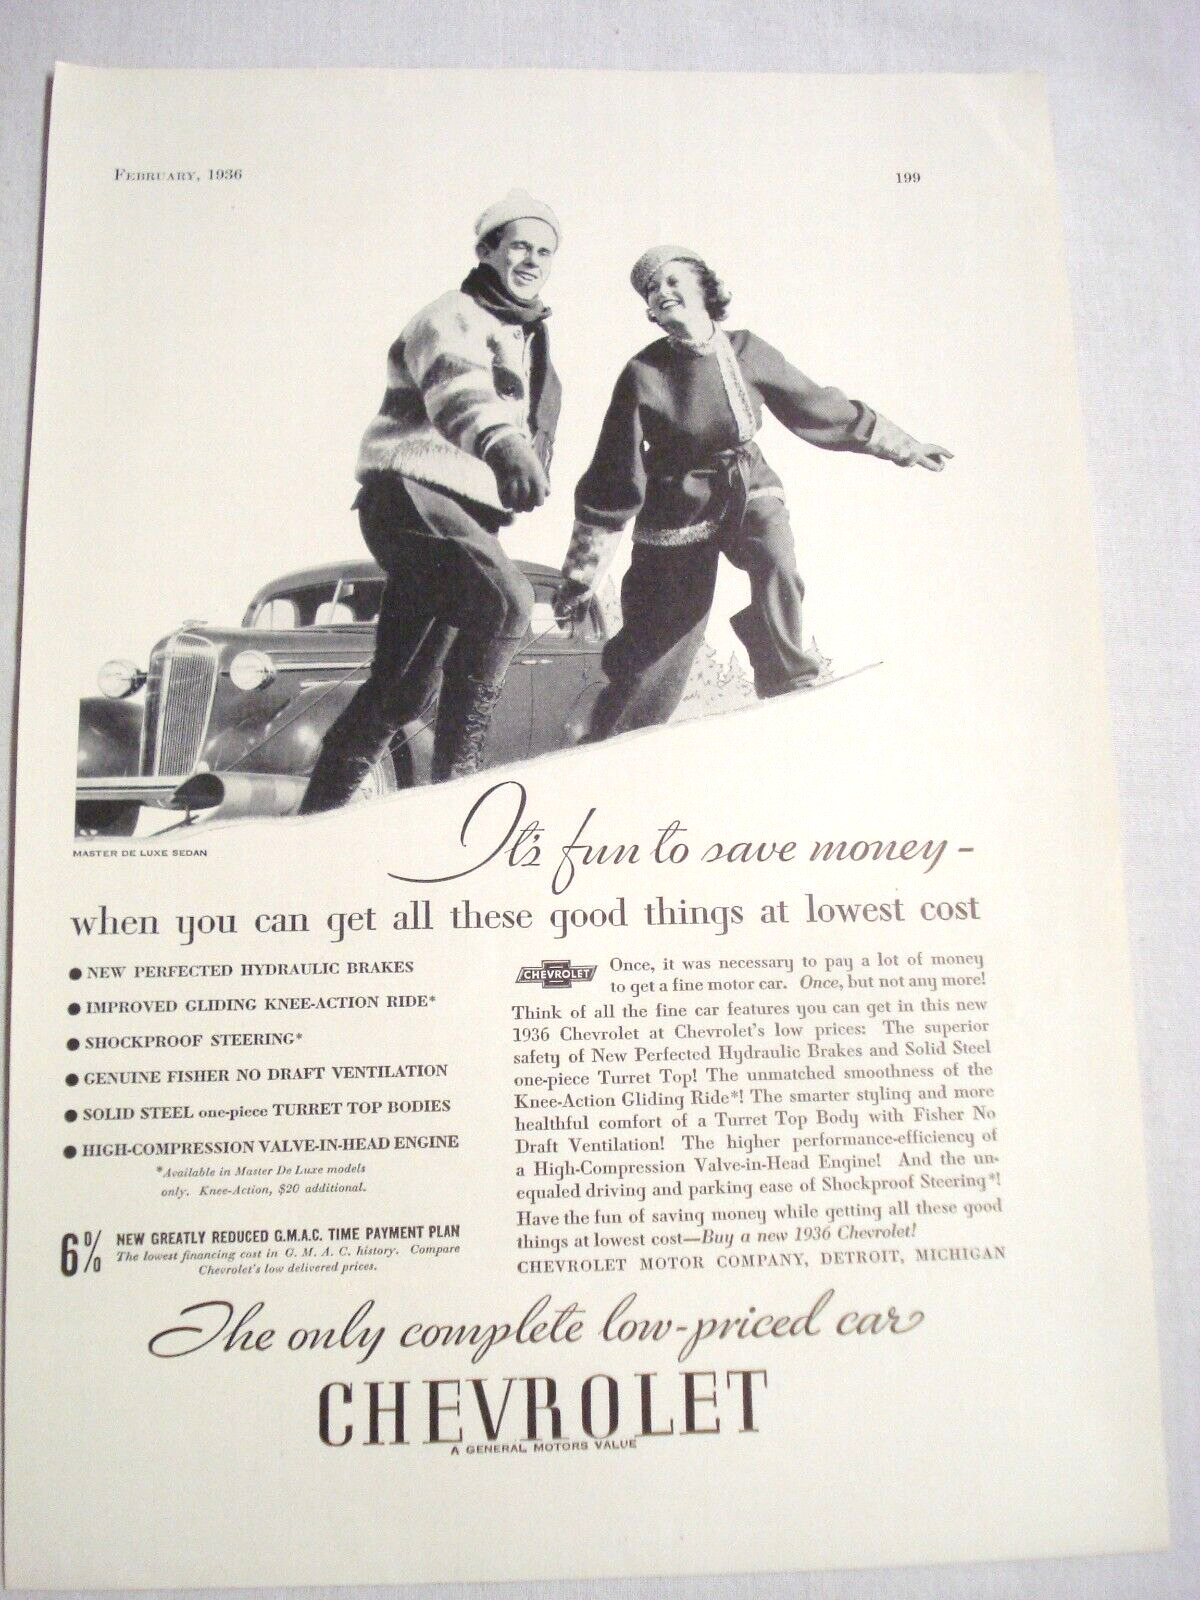 FEBRUARY, 1936
199
MASTER DE LUXE SEDAN
It's fun to save money-
when you can get all these good things at lowest cost
● NEW PERFECTED HYDRAULIC BRAKES
● IMPROVED GLIDING KNEE-ACTION RIDE*
● SHOCKPROOF STEERING*
● GENUINE FISHER NO DRAFT VENTILATION
● SOLID STEEL one-piece TURRET TOP BODIES
● HIGH-COMPRESSION VALVE-IN-HEAD ENGINE
*Available in Master De Luxe models
only. Knee-Action, $20 additional.
6% NEW GREATLY REDUCED G.M.A.C. TIME PAYMENT PLAN
The lowest financing cost in G. M. A. C. history. Compare
Chevrolet's low delivered prices.
CHEVROLET
Once, it was necessary to pay a lot of money
to get a fine motor car. Once, but not any more!
Think of all the fine car features you can get in this new
1936 Chevrolet at Chevrolet's low prices: The superior
safety of New Perfected Hydraulic Brakes and Solid Steel
one-piece Turret Top! The unmatched smoothness of the
Knee-Action Gliding Ride*! The smarter styling and more
healthful comfort of a Turret Top Body with Fisher No
Draft Ventilation! The higher performance-efficiency of
a High-Compression Valve-in-Head Engine! And the un-
equaled driving and parking ease of Shockproof Steering*!
Have the fun of saving money while getting all these good
things at lowest cost—Buy a new 1936 Chevrolet!
CHEVROLET MOTOR COMPANY, DETROIT, MICHIGAN
The only complete low-priced car
CHEVROLET
A GENERAL MOTORS VALUE